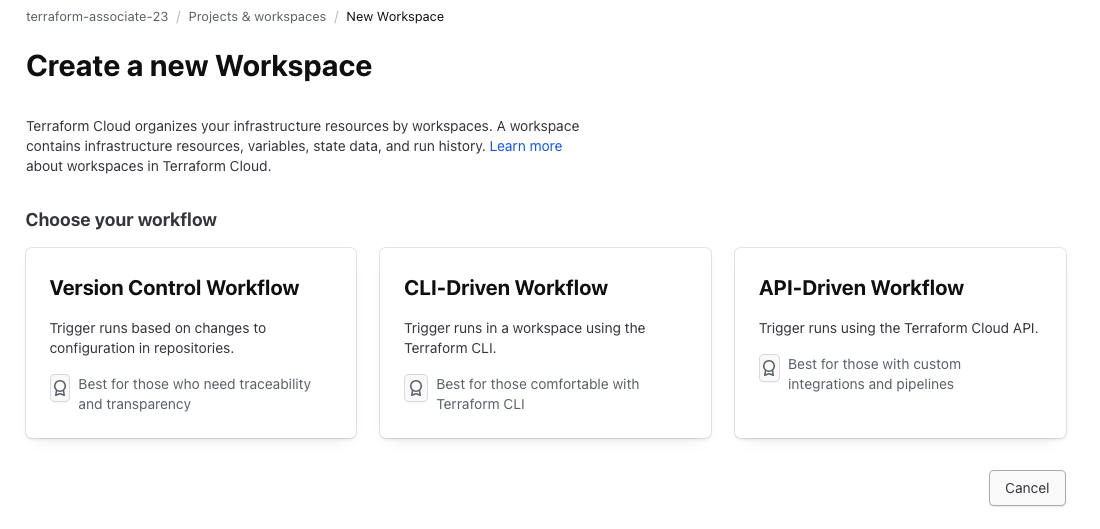 terraform-associate-23 / Projects & workspaces / New Workspace
Create a new Workspace
Terraform Cloud organizes your infrastructure resources by workspaces. A workspace
contains infrastructure resources, variables, state data, and run history. Learn more
about workspaces in Terraform Cloud.
Choose your workflow
Version Control Workflow
Trigger runs based on changes to
configuration in repositories.
Best for those who need traceability
and transparency
CLI-Driven Workflow
Trigger runs in a workspace using the
Terraform CLI.
Best for those comfortable with
Terraform CLI
API-Driven Workflow
Trigger runs using the Terraform Cloud API.
Best for those with custom
integrations and pipelines
Cancel